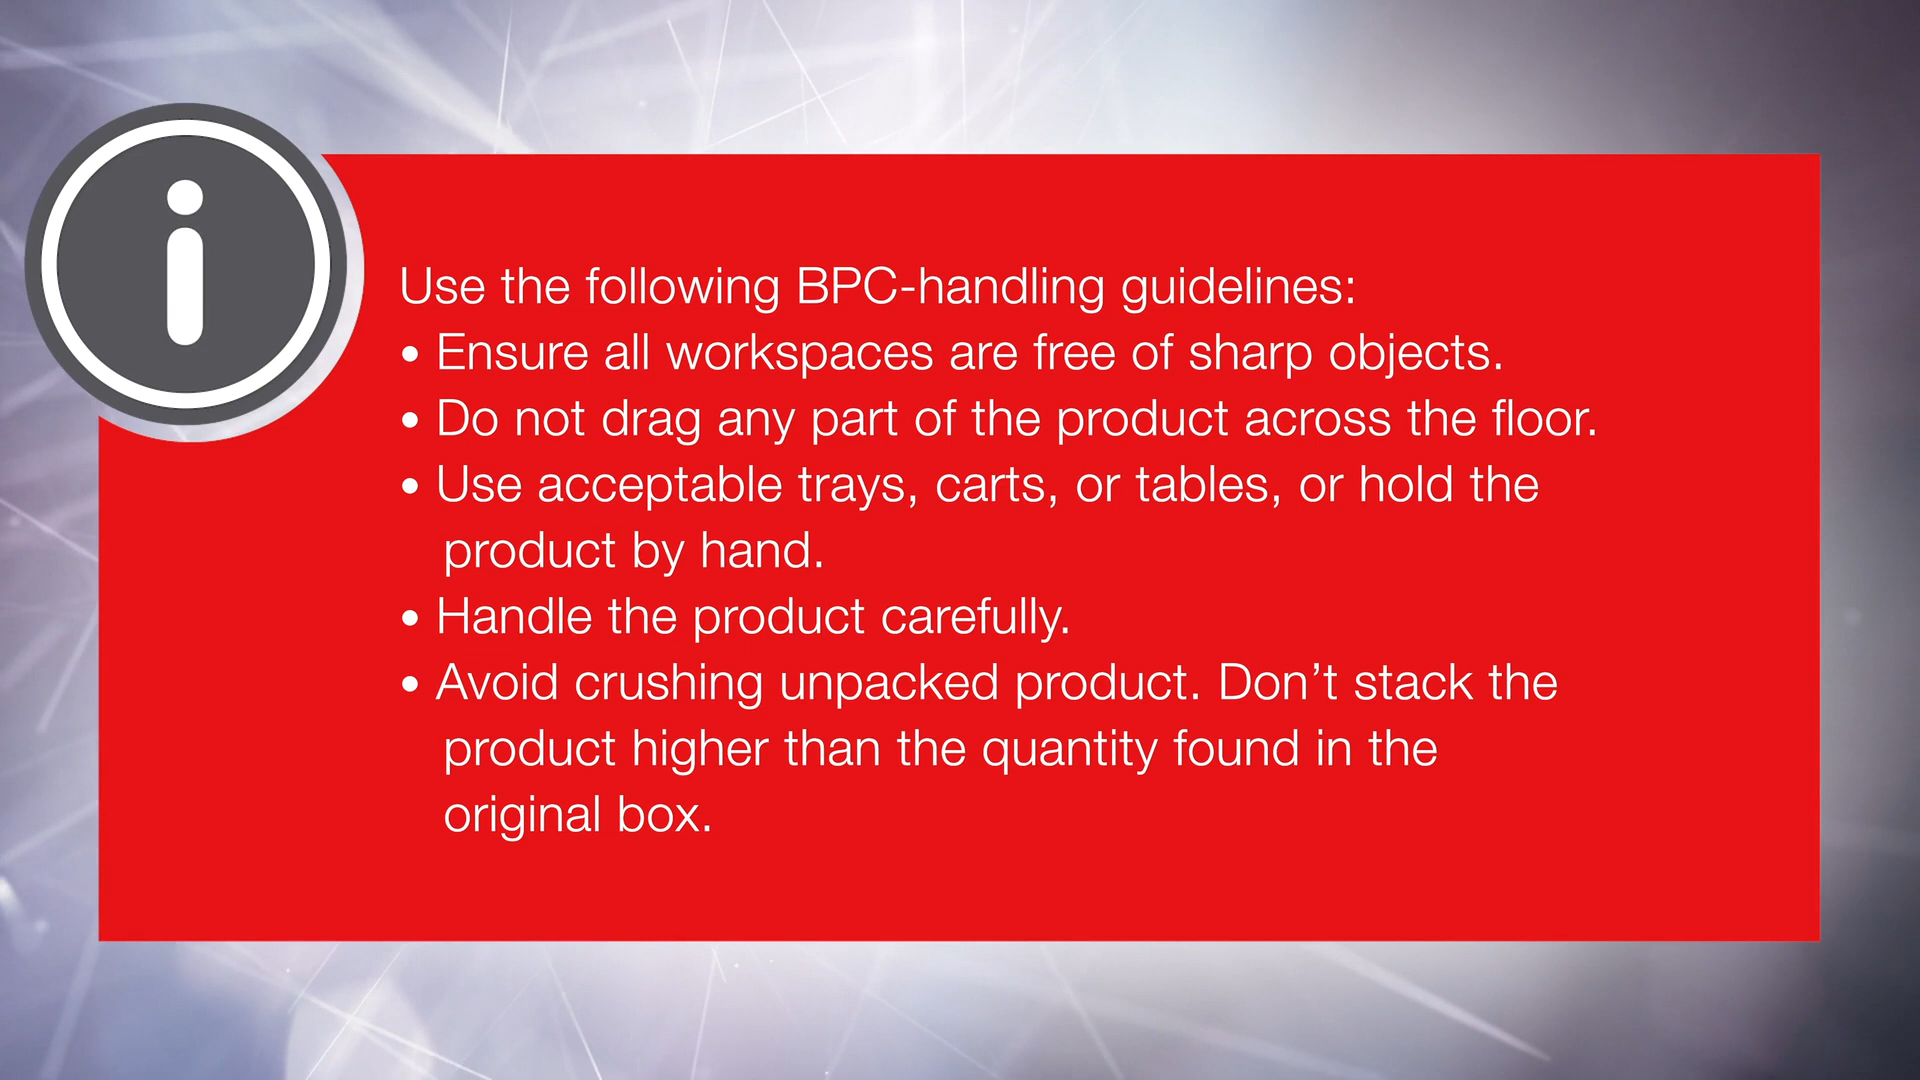 Use the following BPC-handling guidelines:
• Ensure all workspaces are free of sharp objects.
• Do not drag any part of the product across the floor.
• Use acceptable trays, carts, or tables, or hold the
product by hand.
• Handle the product carefully.
• Avoid crushing unpacked product. Don’t stack the
product higher than the quantity found in the
original box.